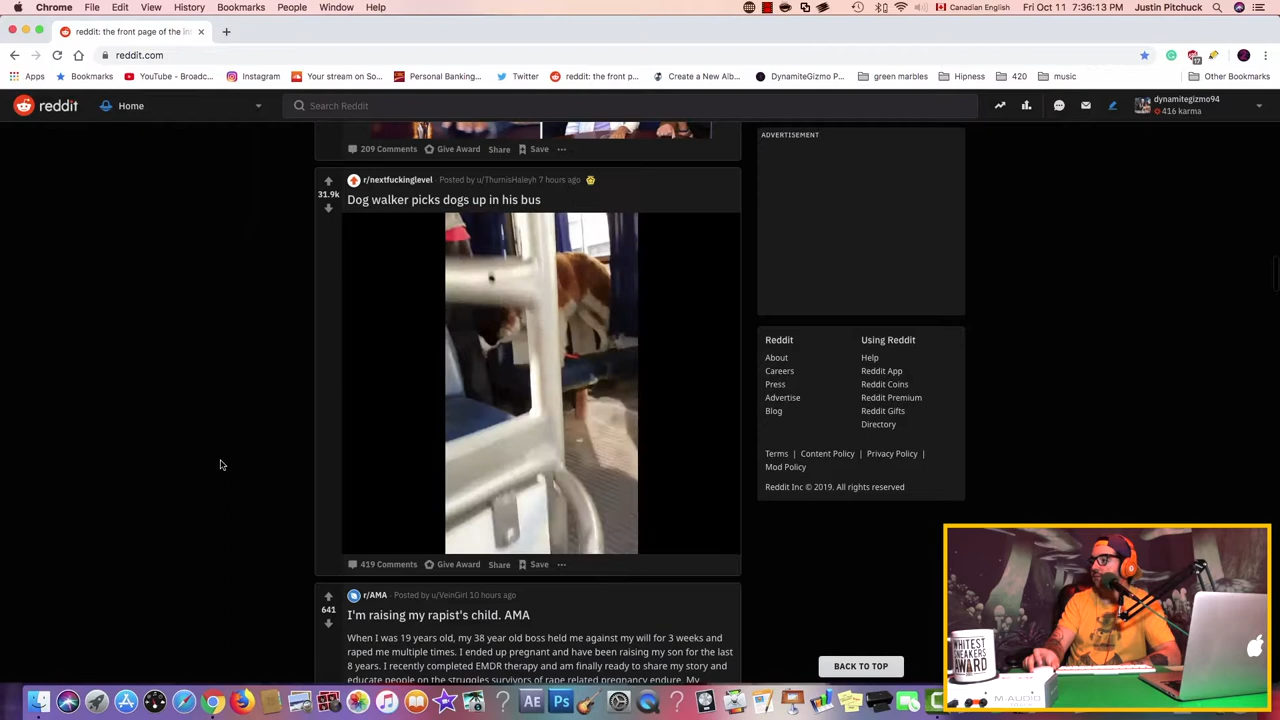 Chrome File Edit View History Bookmarks People Window Help Canadian English Fri Oct 11 7:36:13 PM Justin Pitchuck
reddit: the front page of the in
reddit.com
Apps Bookmarks YouTube - Broadc... Instagram Your stream on So... Personal Banking... Twitter reddit: the front p... Create a New Alb... DynamiteGizmo P... green marbles Hipness 420 music Other Bookmarks
reddit Home Search Reddit dynamitegizmo94
416 karma
ADVERTISEMENT
209 Comments Give Award Share Save
r/nextfuckinglevel · Posted by u/ThurnisHaleyh 7 hours ago
31.9k
Dog walker picks dogs up in his bus
Reddit Using Reddit
About Help
Careers Reddit App
Press Reddit Coins
Advertise Reddit Premium
Blog Reddit Gifts
Directory
Terms | Content Policy | Privacy Policy |
Mod Policy
Reddit Inc © 2019. All rights reserved
419 Comments Give Award Share Save
r/AMA · Posted by u/VeinGirl 10 hours ago
641
I'm raising my rapist's child. AMA
When I was 19 years old, my 38 year old boss held me against my will for 3 weeks and
raped me multiple times. I ended up pregnant and have been raising my son for the last
8 years. I recently completed EMDR therapy and am finally ready to share my story and
educate people on the struggles survivors of rape related pregnancy endure. My
BACK TO TOP
WHITEST
SNEAKERS
AWARD
M-AUDIO
AE Ps